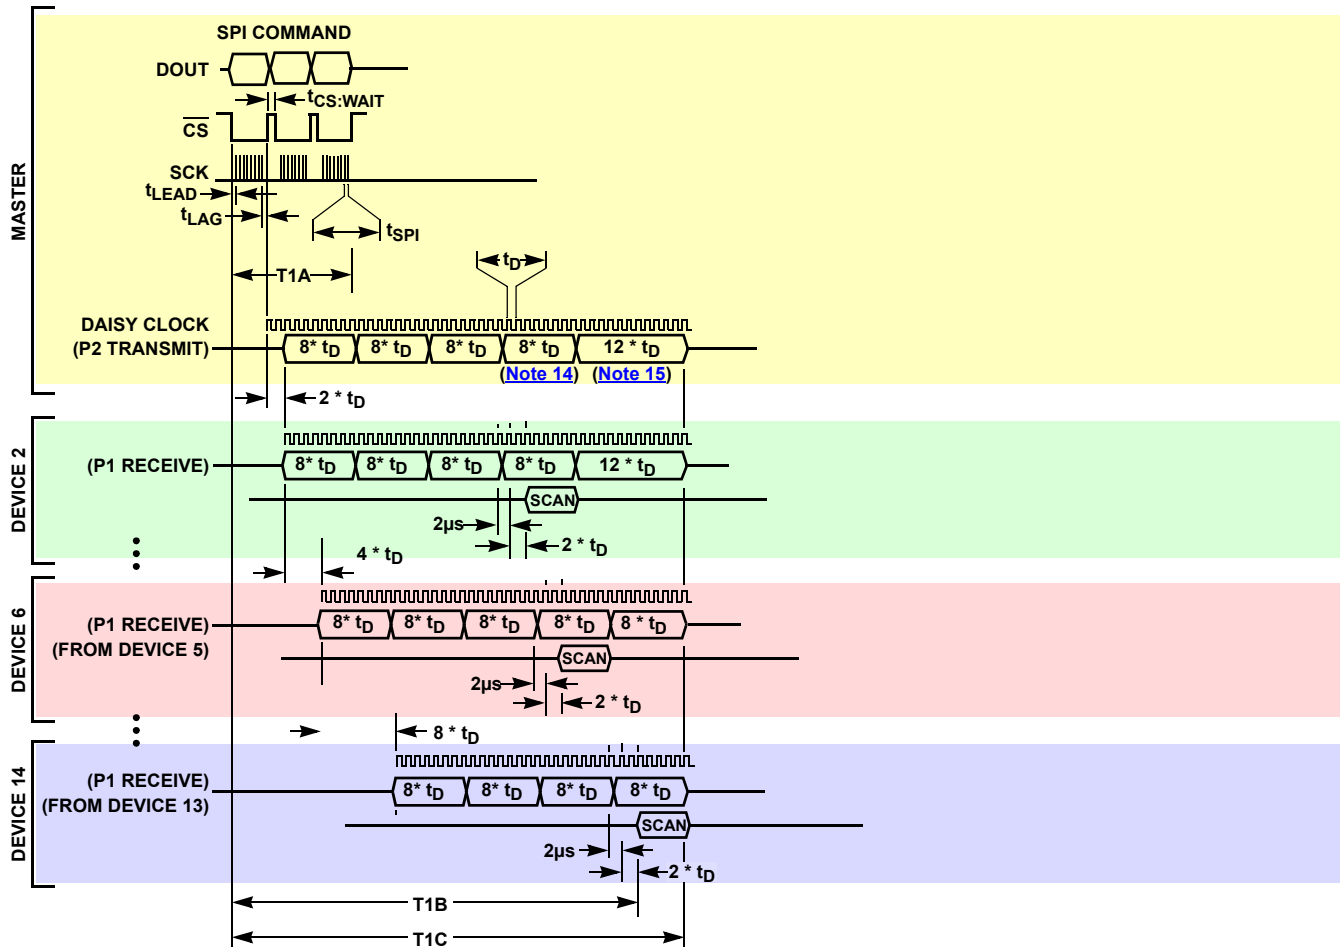 MASTER
SPI COMMAND
DOUT
tCS:WAIT
CS
SCK
tLEAD
tLAG
tSPI
T1A
tD
DAISY CLOCK
(P2 TRANSMIT)
8* tD 8* tD 8* tD 8* tD 12 * tD
(Note 14) (Note 15)
2 * tD
DEVICE 2
(P1 RECEIVE)
8* tD 8* tD 8* tD 8* tD 12 * tD
SCAN
2µs
2 * tD
4 * tD
DEVICE 6
(P1 RECEIVE)
(FROM DEVICE 5)
8* tD 8* tD 8* tD 8* tD 8 * tD
SCAN
2µs
2 * tD
8 * tD
DEVICE 14
(P1 RECEIVE)
(FROM DEVICE 13)
8* tD 8* tD 8* tD 8* tD
SCAN
2µs
2 * tD
T1B
T1C